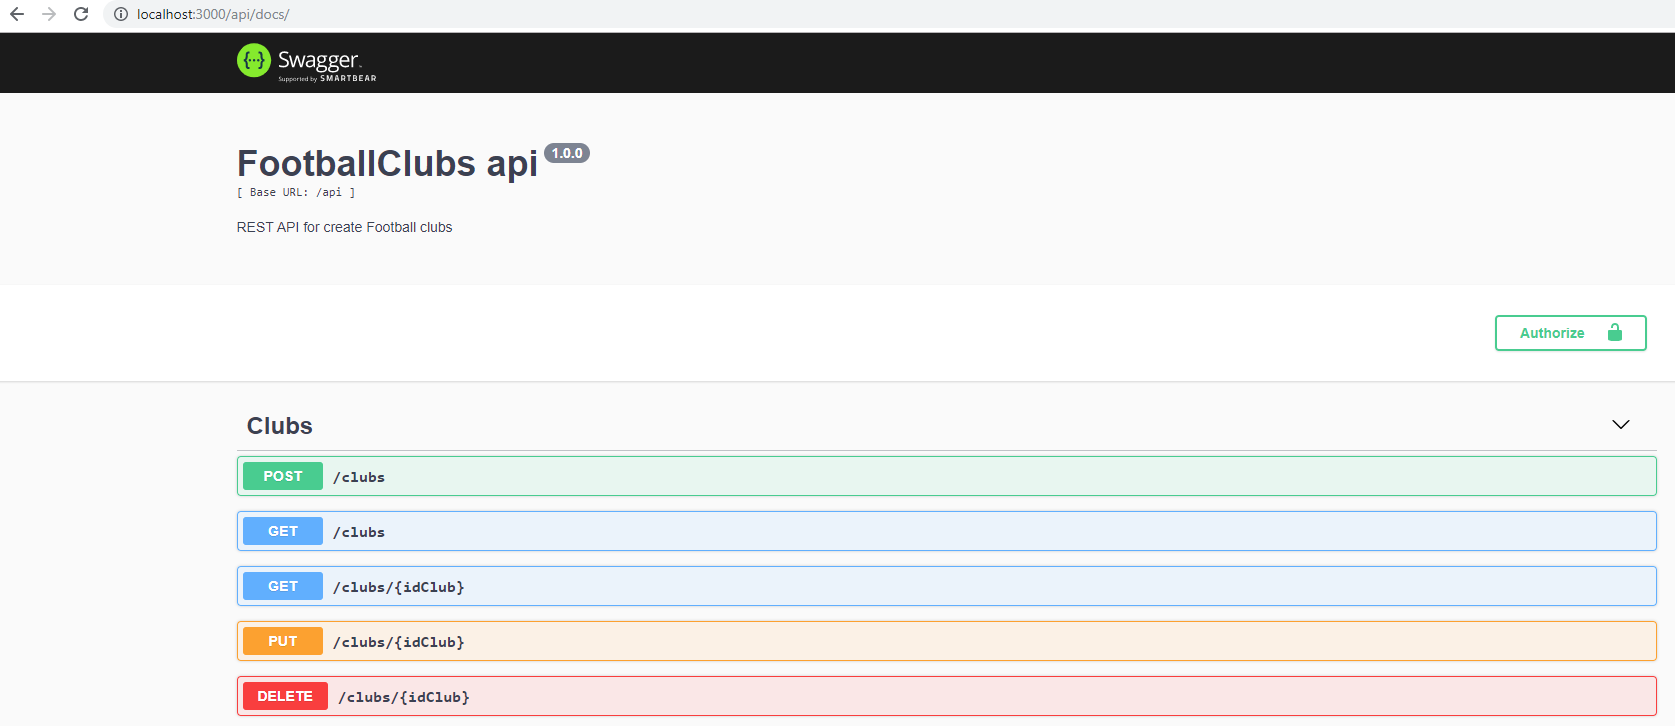 localhost:3000/api/docs/
{···} Swagger.
Supported by SMARTBEAR
FootballClubs api 1.0.0
[ Base URL: /api ]
REST API for create Football clubs
Authorize
Clubs
POST /clubs
GET /clubs
GET /clubs/{idClub}
PUT /clubs/{idClub}
DELETE /clubs/{idClub}